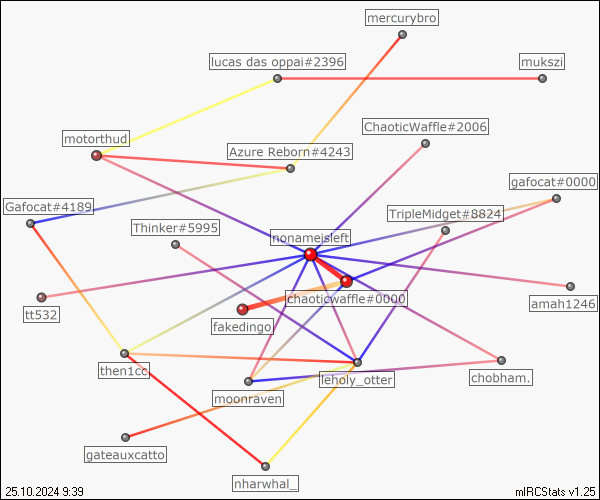 mercurybro
lucas das oppai#2396
mukszi
ChaoticWaffle#2006
motorthud
Azure Reborn#4243
gafocat#0000
Gafocat#4189
TripleMidget#8824
Thinker#5995
nonameisleft
chaoticwaffle#0000
amah1246
tt532
fakedingo
then1cc
leholy_otter
chobham.
moonraven
gateauxcatto
nharwhal_
25.10.2024 9:39
mIRCStats v1.25